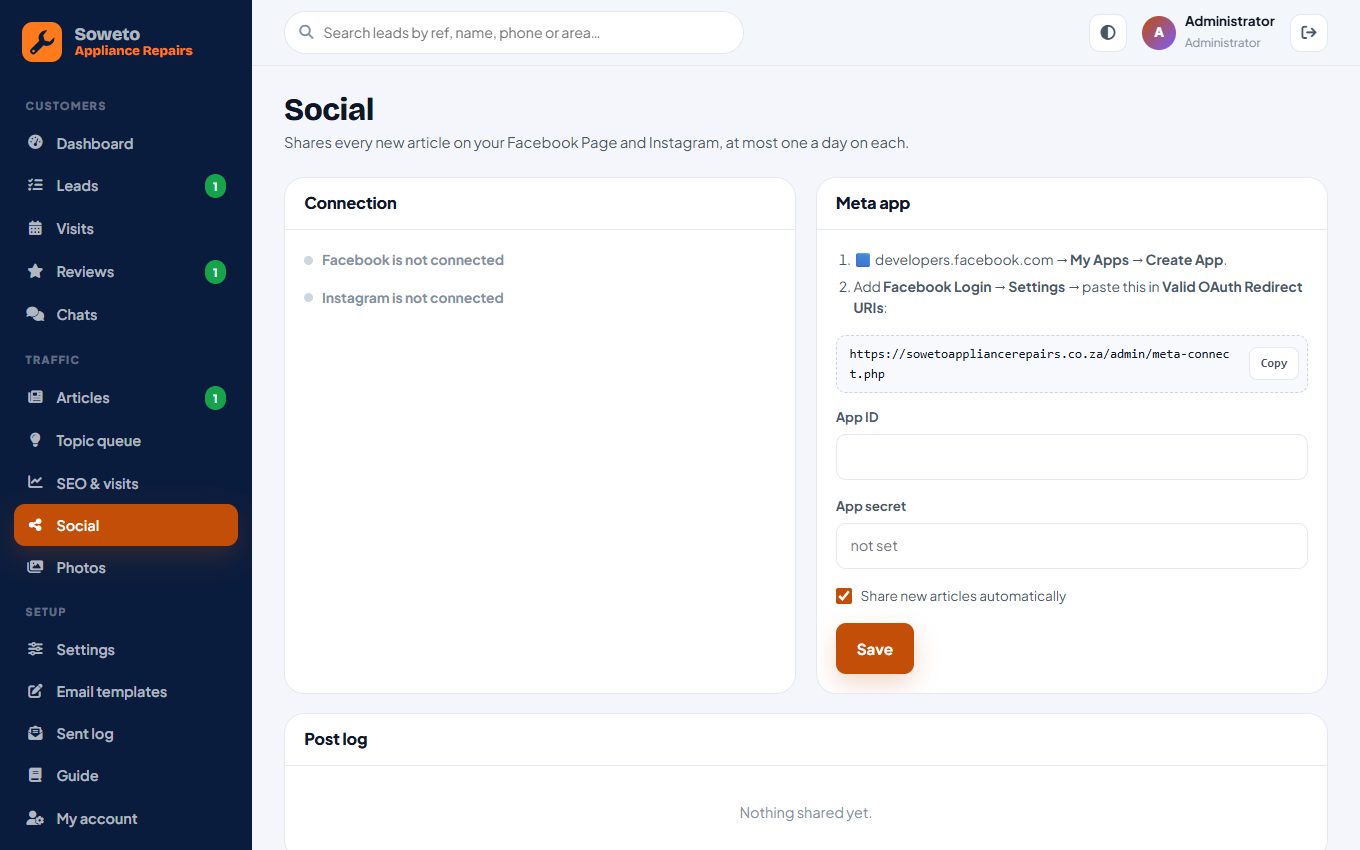 Soweto
Appliance Repairs
CUSTOMERS
Dashboard
Leads 1
Visits
Reviews 1
Chats
TRAFFIC
Articles 1
Topic queue
SEO & visits
Social
Photos
SETUP
Settings
Email templates
Sent log
Guide
My account
Search leads by ref, name, phone or area...
A
Administrator
Administrator
Social
Shares every new article on your Facebook Page and Instagram, at most one a day on each.
Connection
Facebook is not connected
Instagram is not connected
Meta app
1. developers.facebook.com → My Apps → Create App.
2. Add Facebook Login → Settings → paste this in Valid OAuth Redirect
URIs:
https://sowetoappliancerepairs.co.za/admin/meta-connec
t.php
Copy
App ID
App secret
not set
Share new articles automatically
Save
Post log
Nothing shared yet.